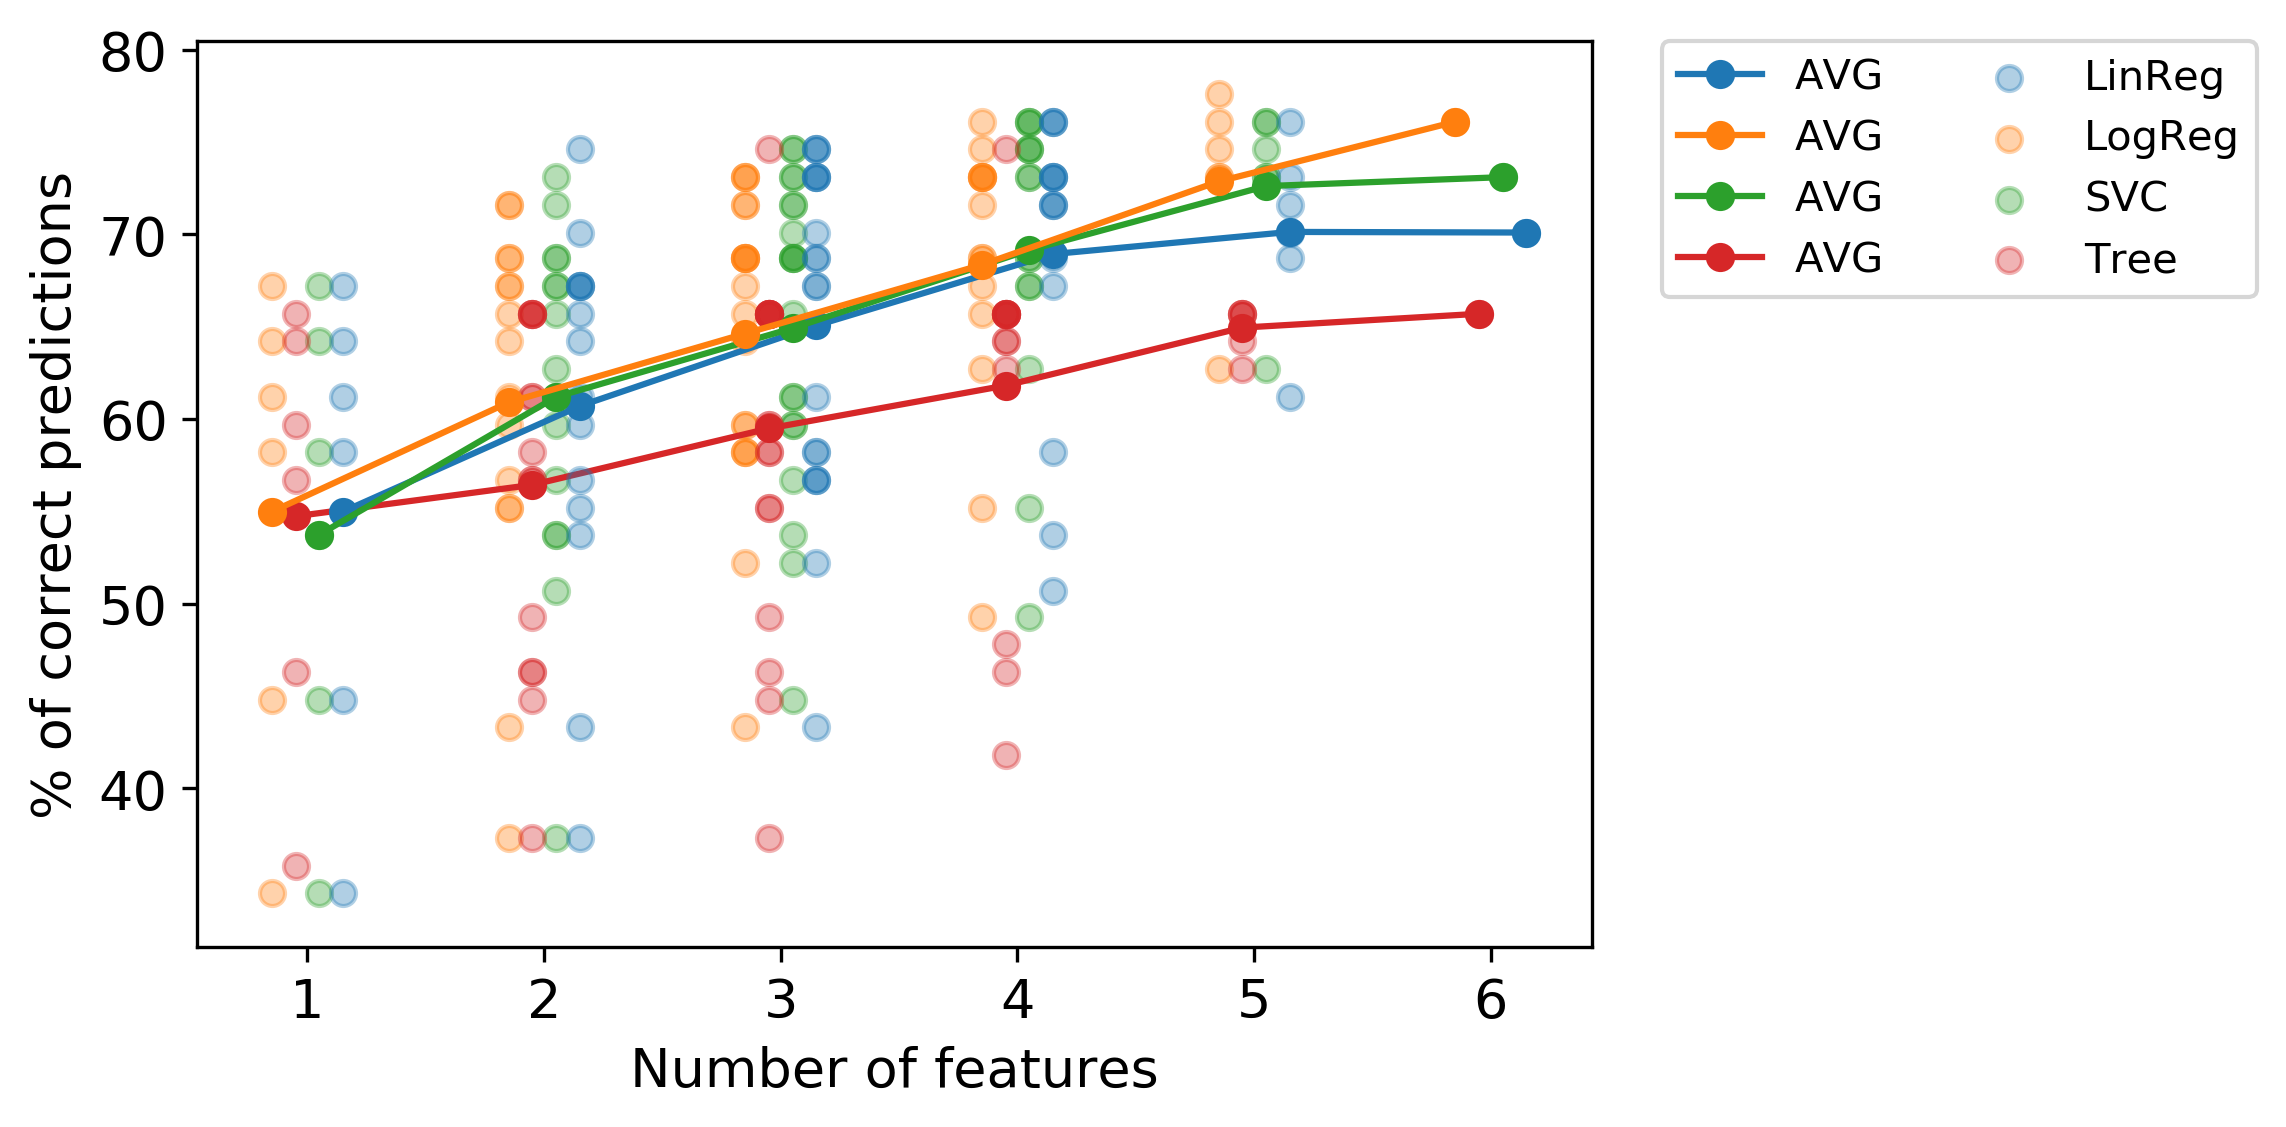 80
70
60
50
40
% of correct predictions
1 2 3 4 5 6
Number of features
AVG LinReg
AVG LogReg
AVG SVC
AVG Tree